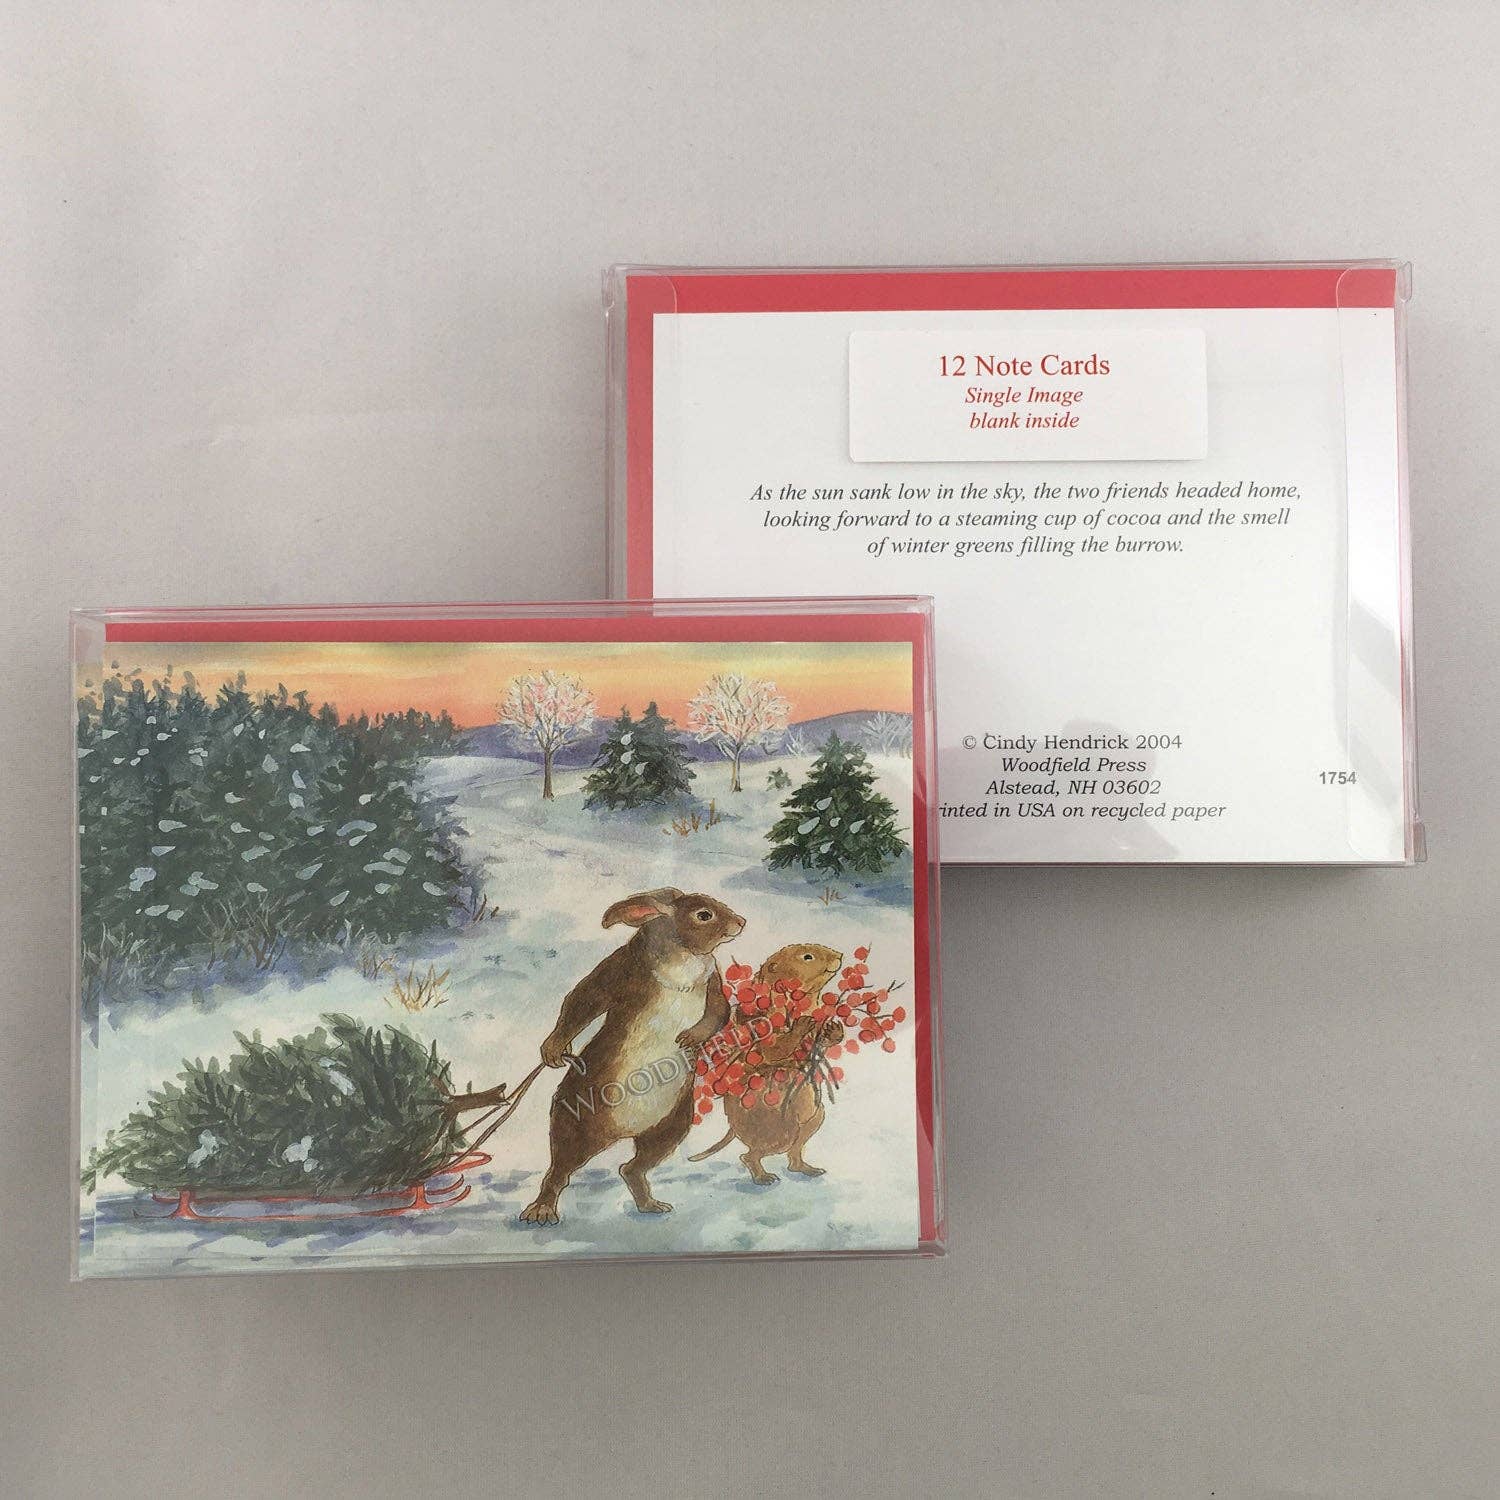 12 Note Cards
Single Image
blank inside
As the sun sank low in the sky, the two friends headed home,
looking forward to a steaming cup of cocoa and the smell
of winter greens filling the burrow.
© Cindy Hendrick 2004
Woodfield Press
Alstead, NH 03602
rinted in USA on recycled paper
1754
WOODFIELD